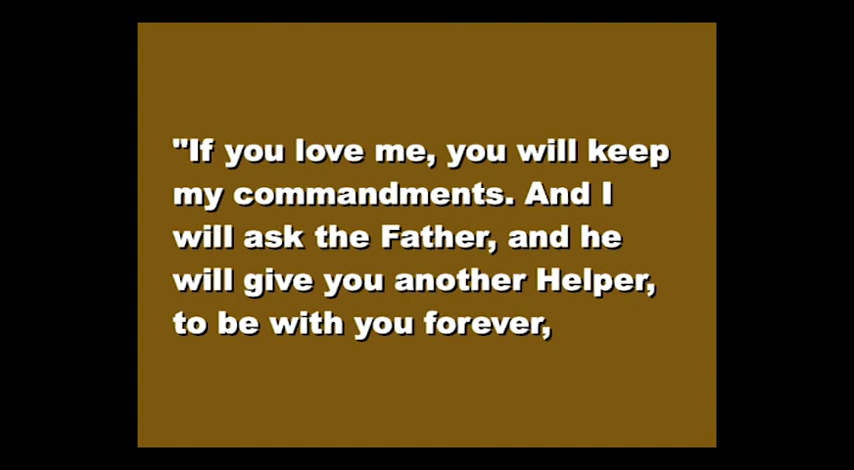 "If you love me, you will keep
my commandments. And I
will ask the Father, and he
will give you another Helper,
to be with you forever,